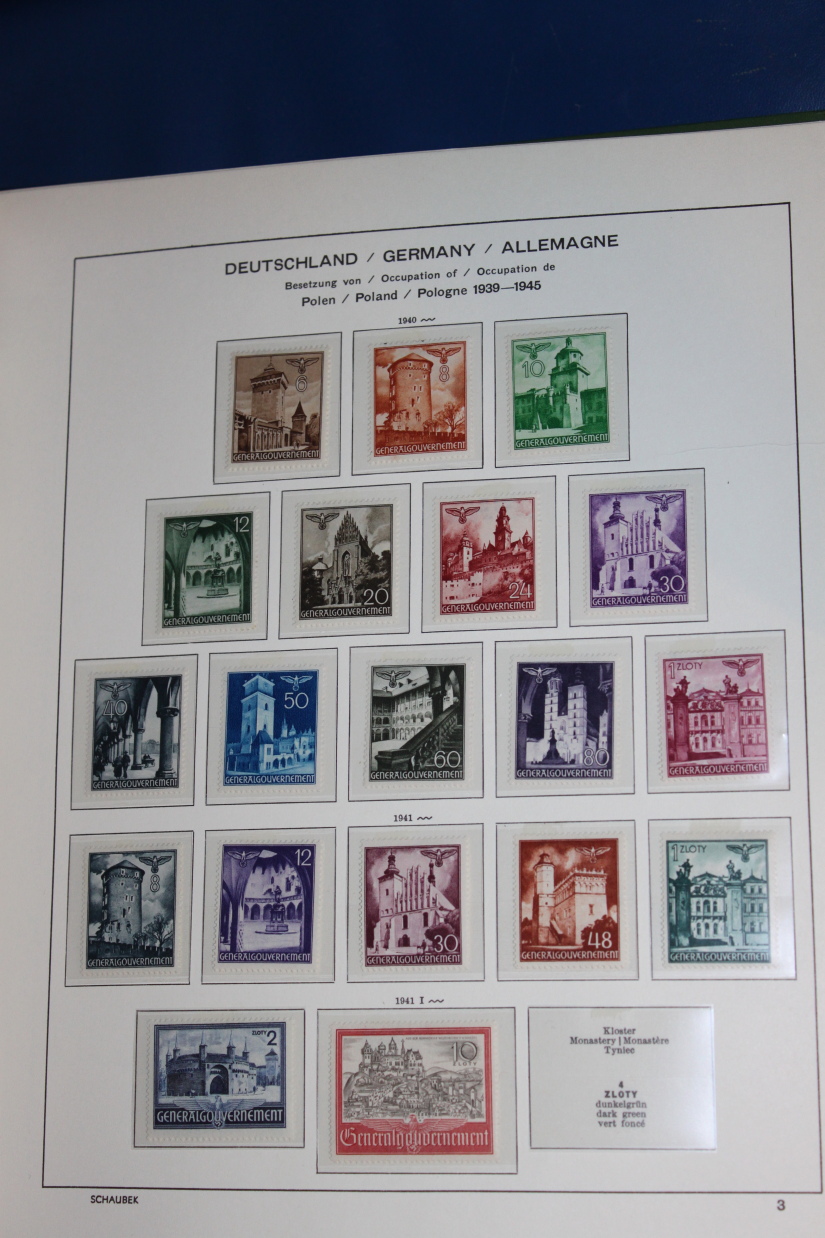 DEUTSCHLAND / GERMANY / ALLEMAGNE
Besetzung von / Occupation of / Occupation de
Polen / Poland / Pologne 1939—1945
1940
6
GENERALGOUVERNEMENT
8
GENERALGOUVERNEMENT
10
GENERALGOUVERNEMENT
12
GENERALGOUVERNEMENT
20
GENERALGOUVERNEMENT
24
GENERALGOUVERNEMENT
30
GENERALGOUVERNEMENT
40
GENERALGOUVERNEMENT
50
GENERALGOUVERNEMENT
60
GENERALGOUVERNEMENT
80
GENERALGOUVERNEMENT
1 ZLOTY
GENERALGOUVERNEMENT
1941
8
GENERALGOUVERNEMENT
12
GENERALGOUVERNEMENT
30
GENERALGOUVERNEMENT
48
GENERALGOUVERNEMENT
1 ZLOTY
GENERALGOUVERNEMENT
1941 I
ZLOTY 2
GENERALGOUVERNEMENT
10
ZLOTY
Generalgouvernement
Kloster
Monastery | Monastère
Tyniec
4
ZLOTY
dunkelgrün
dark green
vert foncé
SCHAUBEK
3